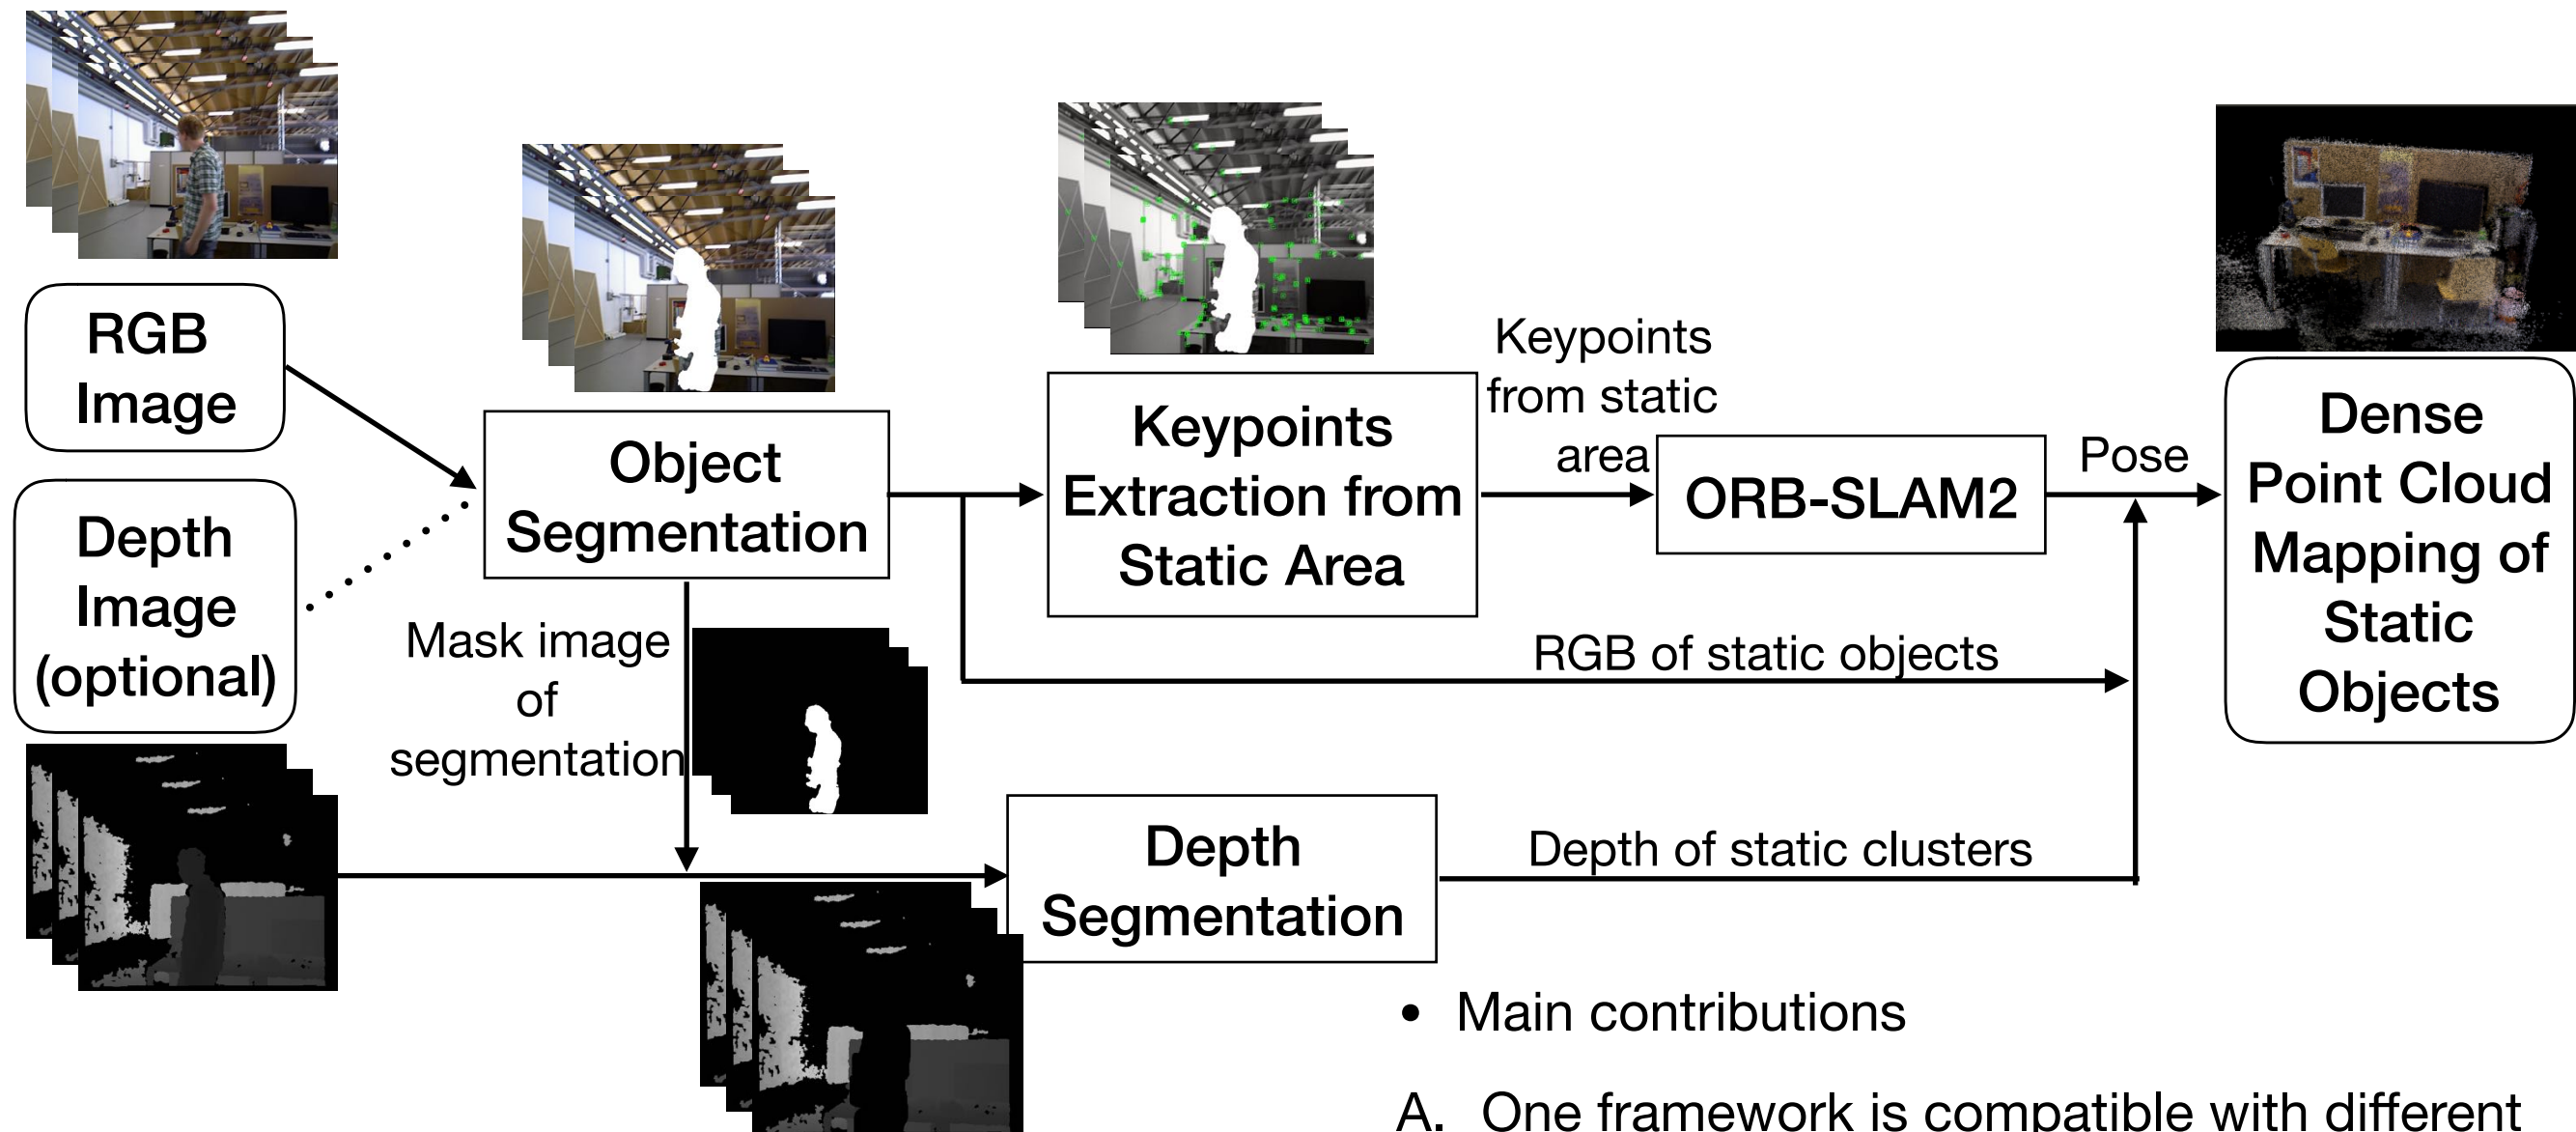 RGB
Image
Depth
Image
(optional)
Object
Segmentation
Mask image
of
segmentation
Keypoints
Extraction from
Static Area
Keypoints
from static
area
ORB-SLAM2
Pose
Dense
Point Cloud
Mapping of
Static
Objects
RGB of static objects
Depth
Segmentation
Depth of static clusters
• Main contributions
A. One framework is compatible with different